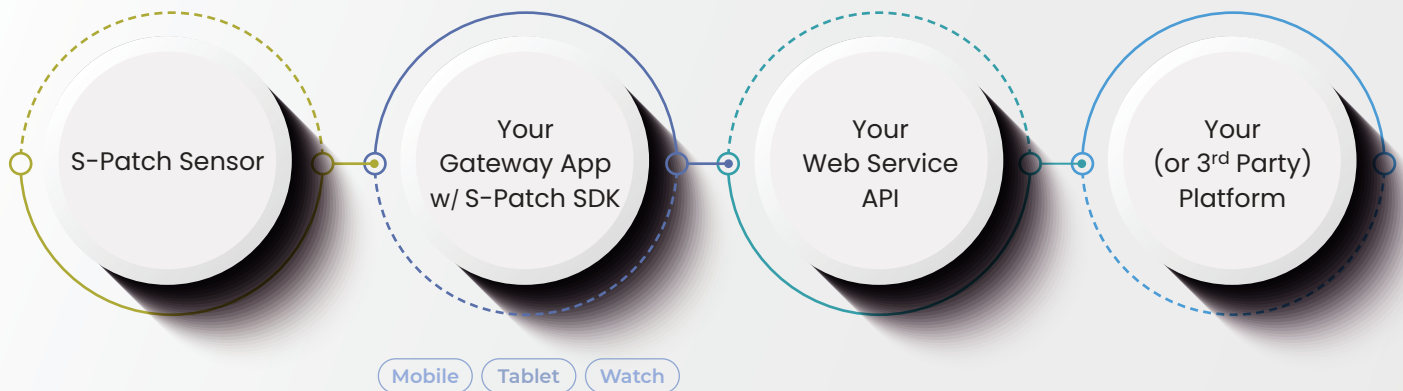 S-Patch Sensor
Your
Gateway App
w/ S-Patch SDK
Your
Web Service
API
Your
(or 3rd Party)
Platform
Mobile
Tablet
Watch